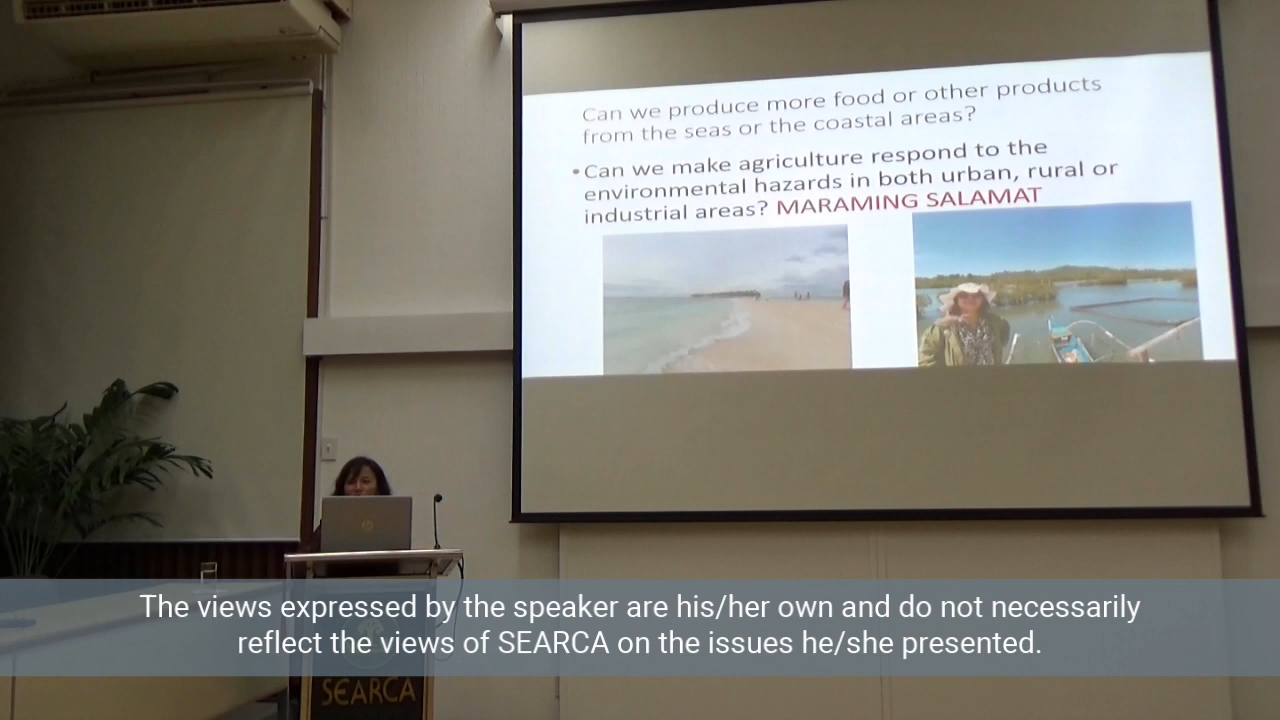 Can we produce more food or other products
from the seas or the coastal areas?
• Can we make agriculture respond to the
environmental hazards in both urban, rural or
industrial areas? MARAMING SALAMAT
hp
The views expressed by the speaker are his/her own and do not necessarily
reflect the views of SEARCA on the issues he/she presented.
SEARCA